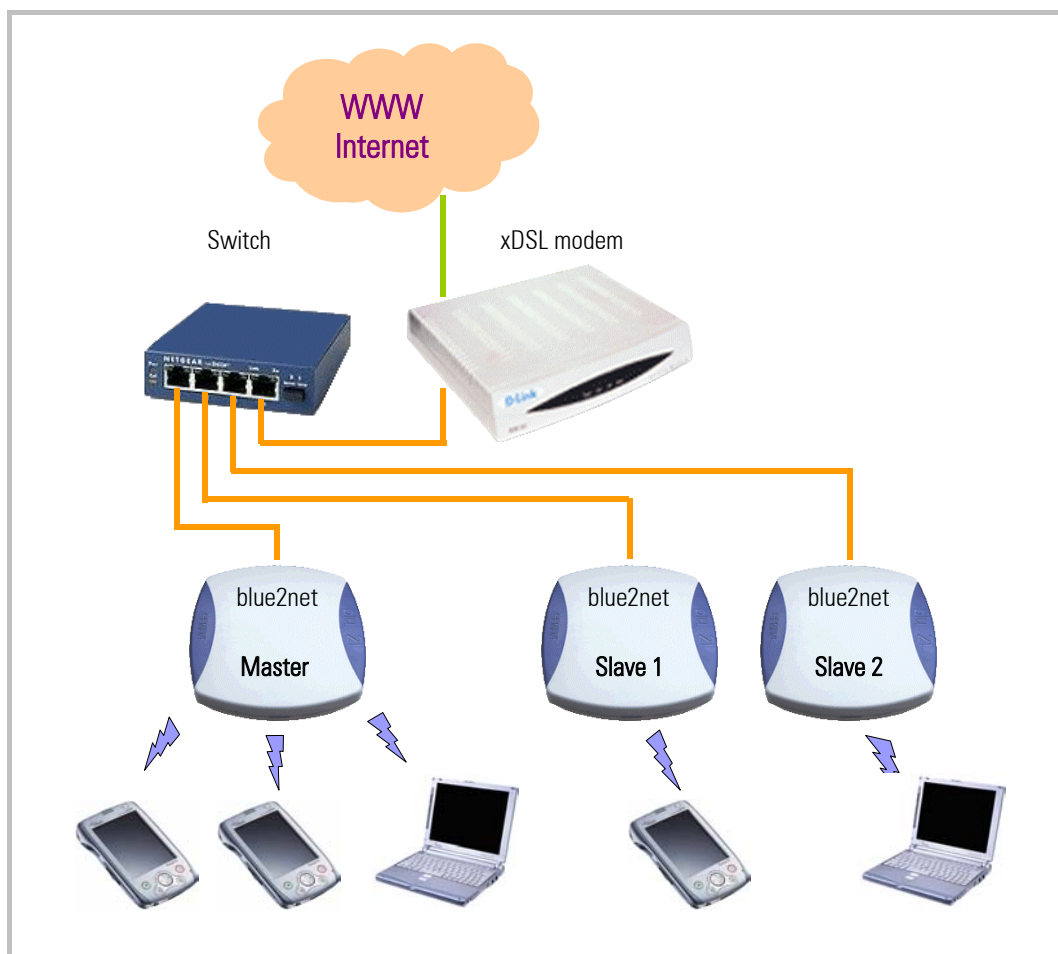 WWW
Internet
Switch
xDSL modem
NETGEAR
D-Link
blue2net
Master
blue2net
Slave 1
blue2net
Slave 2